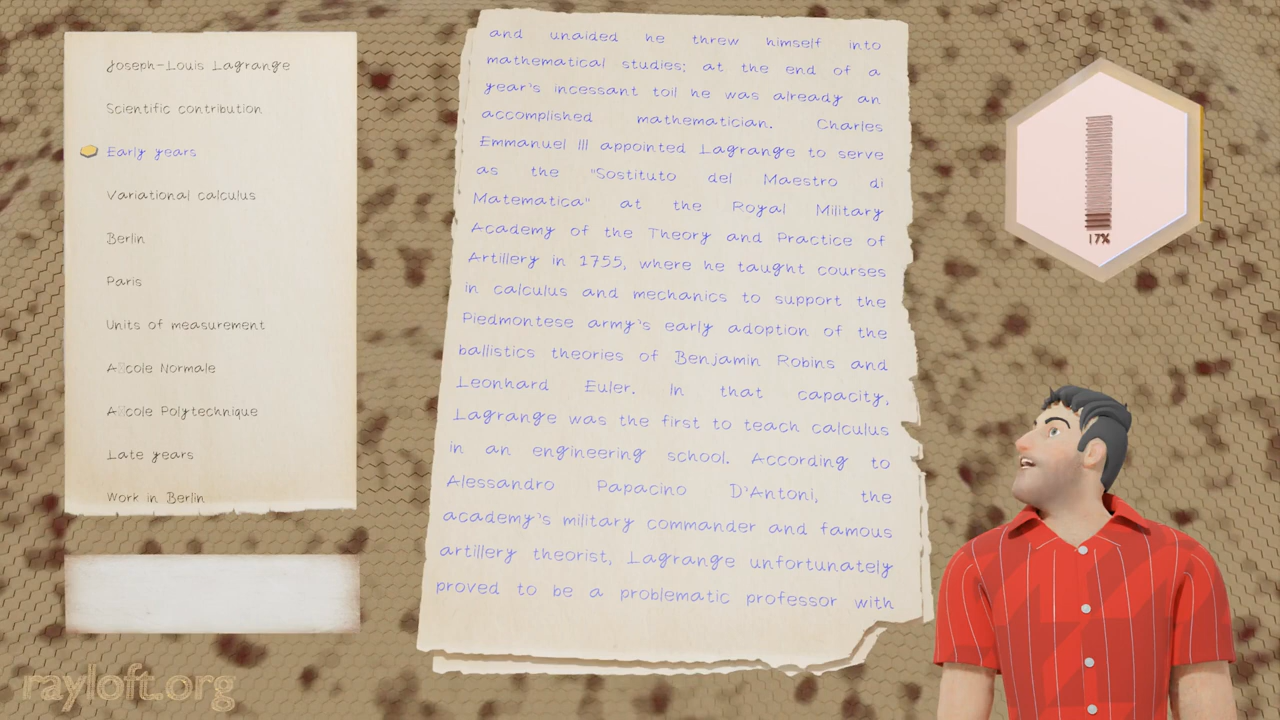 Joseph-Louis Lagrange
Scientific contribution
Early years
Variational calculus
Berlin
Paris
Units of measurement
Normale
Polytechnique
Late years
Work in Berlin
and unaided he threw himself into
mathematical studies; at the end of a
year's incessant toil he was already an
accomplished mathematician. Charles
Emmanuel III appointed Lagrange to serve
as the "Sostituto del Maestro di
Matematica" at the Royal Military
Academy of the Theory and Practice of
Artillery in 1755, where he taught courses
in calculus and mechanics to support the
Piedmontese army's early adoption of the
ballistics theories of Benjamin Robins and
Leonhard Euler. In that capacity,
Lagrange was the first to teach calculus
in an engineering school. According to
Alessandro Papacino D'Antoni, the
academy's military commander and famous
artillery theorist, Lagrange unfortunately
proved to be a problematic professor with
17%
rayloft.org